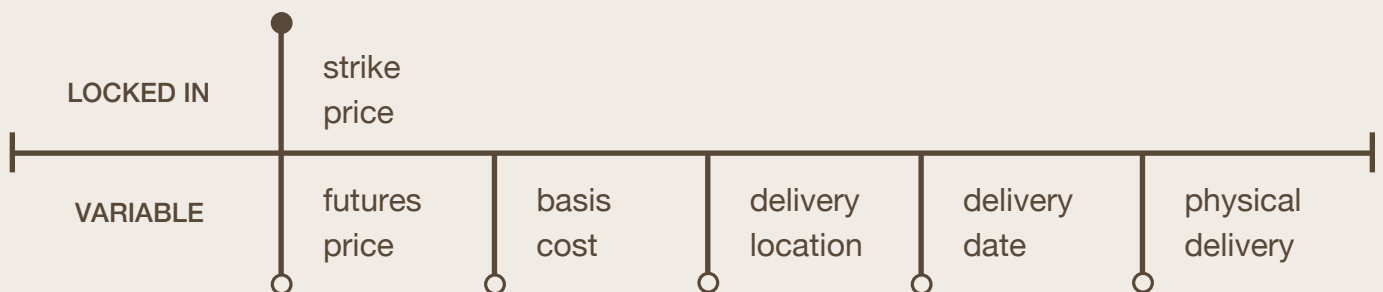 LOCKED IN
strike
price
VARIABLE
futures
price
basis
cost
delivery
location
delivery
date
physical
delivery